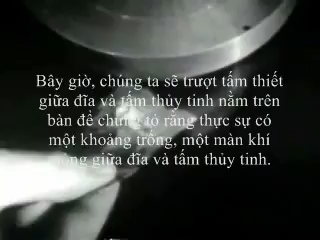 Bây giờ, chúng ta sẽ trượt tấm thiết
giữa đĩa và tấm thủy tinh nằm trên
bàn để chứng tỏ rằng thực sự có
một khoảng trống, một màn khí
mỏng giữa đĩa và tấm thủy tinh.